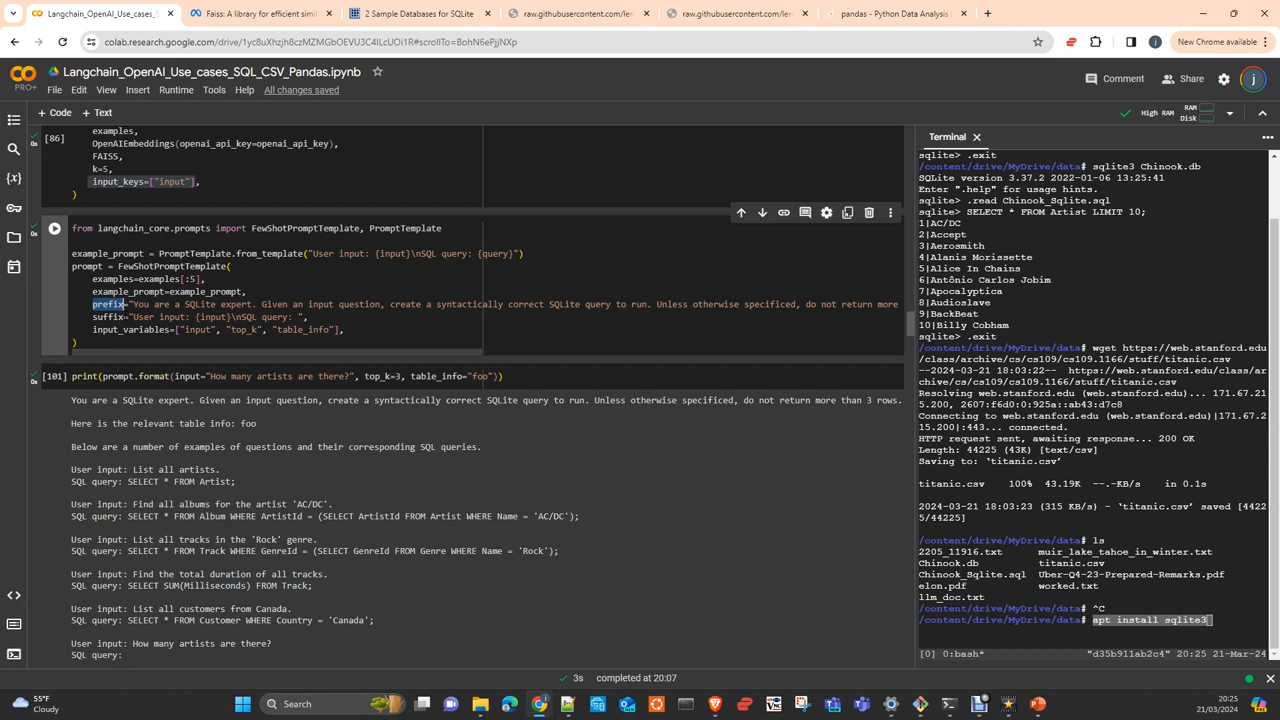 Langchain_OpenAI_Use_cases
Faiss: A library for efficient simil
2 Sample Databases for SQLite
raw.githubusercontent.com/ler
raw.githubusercontent.com/ler
pandas - Python Data Analysis
colab.research.google.com/drive/1yc8uXhzjh8czMZMGbOEVU3C4ILcUOi1R#scrollTo=BohN6ePjjNXp
New Chrome available
PRO+
Langchain_OpenAI_Use_cases_SQL_CSV_Pandas.ipynb
File Edit View Insert Runtime Tools Help All changes saved
Comment Share
+ Code + Text
High RAM RAM
Disk
[86]
examples,
OpenAIEmbeddings(openai_api_key=openai_api_key),
FAISS,
k=5,
input_keys=["input"],
)
from langchain_core.prompts import FewShotPromptTemplate, PromptTemplate
example_prompt = PromptTemplate.from_template("User input: {input}\nSQL query: {query}")
prompt = FewShotPromptTemplate(
examples=examples[:5],
example_prompt=example_prompt,
prefix="You are a SQLite expert. Given an input question, create a syntactically correct SQLite query to run. Unless otherwise specificed, do not return more
suffix="User input: {input}\nSQL query: ",
input_variables=["input", "top_k", "table_info"],
)
[101] print(prompt.format(input="How many artists are there?", top_k=3, table_info="foo"))
You are a SQLite expert. Given an input question, create a syntactically correct SQLite query to run. Unless otherwise specificed, do not return more than 3 rows.
Here is the relevant table info: foo
Below are a number of examples of questions and their corresponding SQL queries.
User input: List all artists.
SQL query: SELECT * FROM Artist;
User input: Find all albums for the artist 'AC/DC'.
SQL query: SELECT * FROM Album WHERE ArtistId = (SELECT ArtistId FROM Artist WHERE Name = 'AC/DC');
User input: List all tracks in the 'Rock' genre.
SQL query: SELECT * FROM Track WHERE GenreId = (SELECT GenreId FROM Genre WHERE Name = 'Rock');
User input: Find the total duration of all tracks.
SQL query: SELECT SUM(Milliseconds) FROM Track;
User input: List all customers from Canada.
SQL query: SELECT * FROM Customer WHERE Country = 'Canada';
User input: How many artists are there?
SQL query:
Terminal
sqlite> .exit
/content/drive/MyDrive/data# sqlite3 Chinook.db
SQLite version 3.37.2 2022-01-06 13:25:41
Enter ".help" for usage hints.
sqlite> .read Chinook_Sqlite.sql
sqlite> SELECT * FROM Artist LIMIT 10;
1|AC/DC
2|Accept
3|Aerosmith
4|Alanis Morissette
5|Alice In Chains
6|Antônio Carlos Jobim
7|Apocalyptica
8|Audioslave
9|BackBeat
10|Billy Cobham
sqlite> .exit
/content/drive/MyDrive/data# wget https://web.stanford.edu
/class/archive/cs/cs109/cs109.1166/stuff/titanic.csv
--2024-03-21 18:03:22-- https://web.stanford.edu/class/ar
chive/cs/cs109/cs109.1166/stuff/titanic.csv
Resolving web.stanford.edu (web.stanford.edu)... 171.67.21
5.200, 2607:f6d0:0:925a::ab43:d7c8
Connecting to web.stanford.edu (web.stanford.edu)|171.67.2
15.200|:443... connected.
HTTP request sent, awaiting response... 200 OK
Length: 44225 (43K) [text/csv]
Saving to: ‘titanic.csv’
titanic.csv 100% 43.19K --.-KB/s in 0.1s
2024-03-21 18:03:23 (315 KB/s) - ‘titanic.csv’ saved [4422
5/44225]
/content/drive/MyDrive/data# ls
2205_11916.txt muir_lake_tahoe_in_winter.txt
Chinook.db titanic.csv
Chinook_Sqlite.sql Uber-Q4-23-Prepared-Remarks.pdf
elon.pdf worked.txt
llm_doc.txt
/content/drive/MyDrive/data# ^C
/content/drive/MyDrive/data# apt install sqlite3
[0] 0:bash* "d35b911ab2c4" 20:25 21-Mar-24
3s completed at 20:07
55°F
Cloudy
Search
20:25
21/03/2024